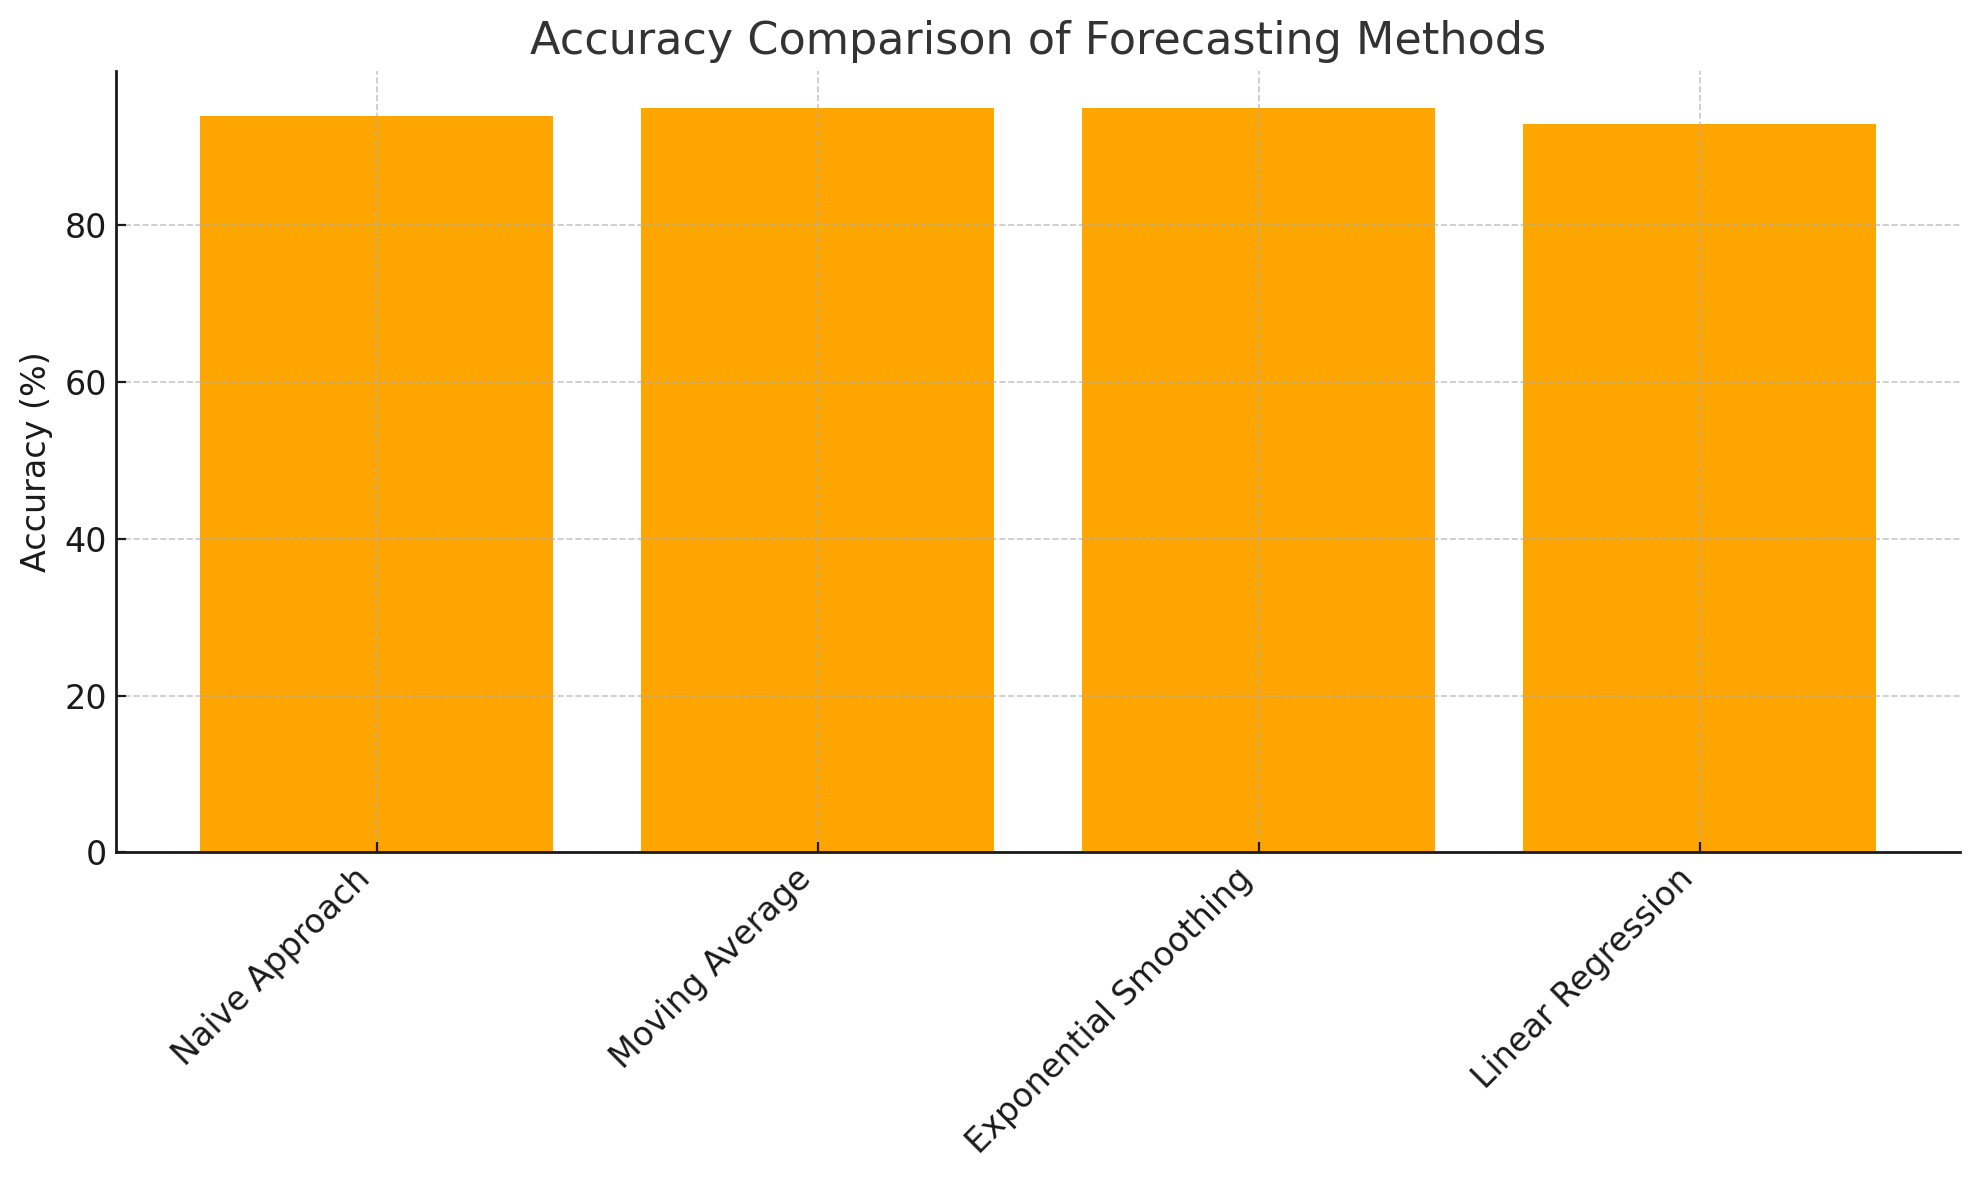 Accuracy Comparison of Forecasting Methods
Accuracy (%)
80
60
40
20
0
Naive Approach
Moving Average
Exponential Smoothing
Linear Regression